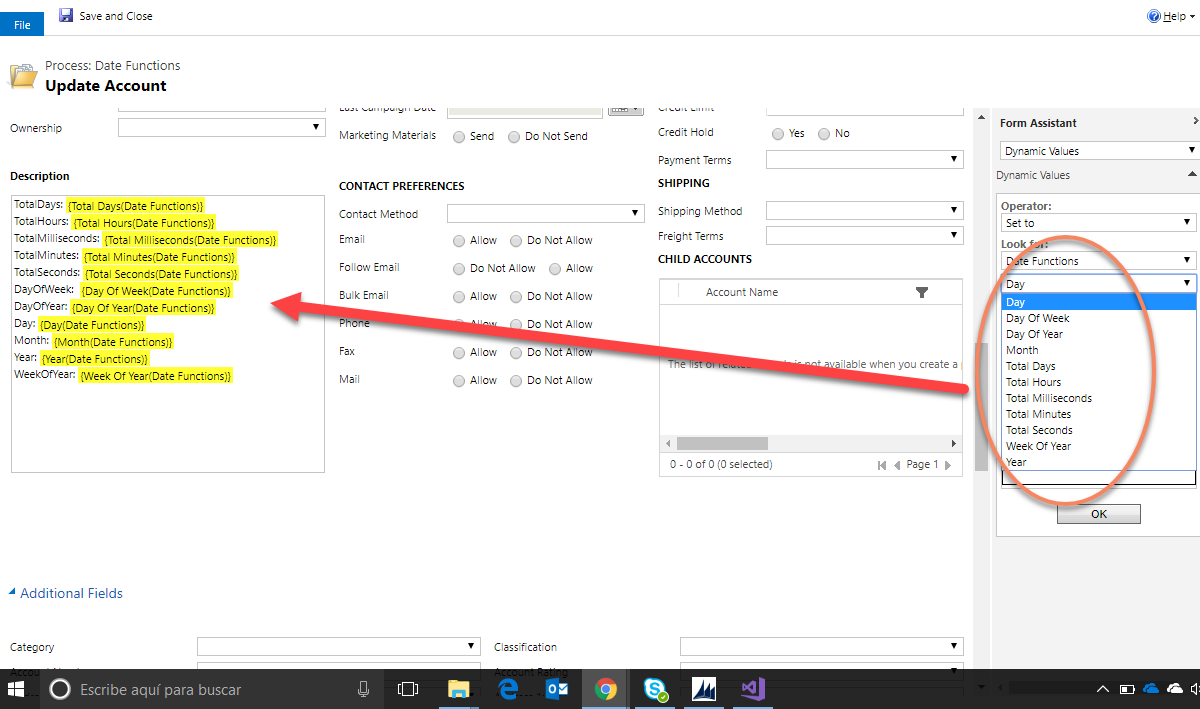 File
Save and Close
Help
Process: Date Functions
Update Account
Ownership
Description
TotalDays: {Total Days(Date Functions)}
TotalHours: {Total Hours(Date Functions)}
TotalMilliseconds: {Total Milliseconds(Date Functions)}
TotalMinutes: {Total Minutes(Date Functions)}
TotalSeconds: {Total Seconds(Date Functions)}
DayOfWeek: {Day Of Week(Date Functions)}
DayOfYear: {Day Of Year(Date Functions)}
Day: {Day(Date Functions)}
Month: {Month(Date Functions)}
Year: {Year(Date Functions)}
WeekOfYear: {Week Of Year(Date Functions)}
Last Campaign Date
Marketing Materials Send Do Not Send
CONTACT PREFERENCES
Contact Method
Email Allow Do Not Allow
Follow Email Do Not Allow Allow
Bulk Email Allow Do Not Allow
Phone Allow Do Not Allow
Fax Allow Do Not Allow
Mail Allow Do Not Allow
Credit Limit
Credit Hold Yes No
Payment Terms
SHIPPING
Shipping Method
Freight Terms
CHILD ACCOUNTS
Account Name
The list of related is not available when you create a
0 - 0 of 0 (0 selected) Page 1
Form Assistant
Dynamic Values
Dynamic Values
Operator:
Set to
Look for:
Date Functions
Day
Day
Day Of Week
Day Of Year
Month
Total Days
Total Hours
Total Milliseconds
Total Minutes
Total Seconds
Week Of Year
Year
OK
Additional Fields
Category Classification
Account Rating
Escribe aquí para buscar